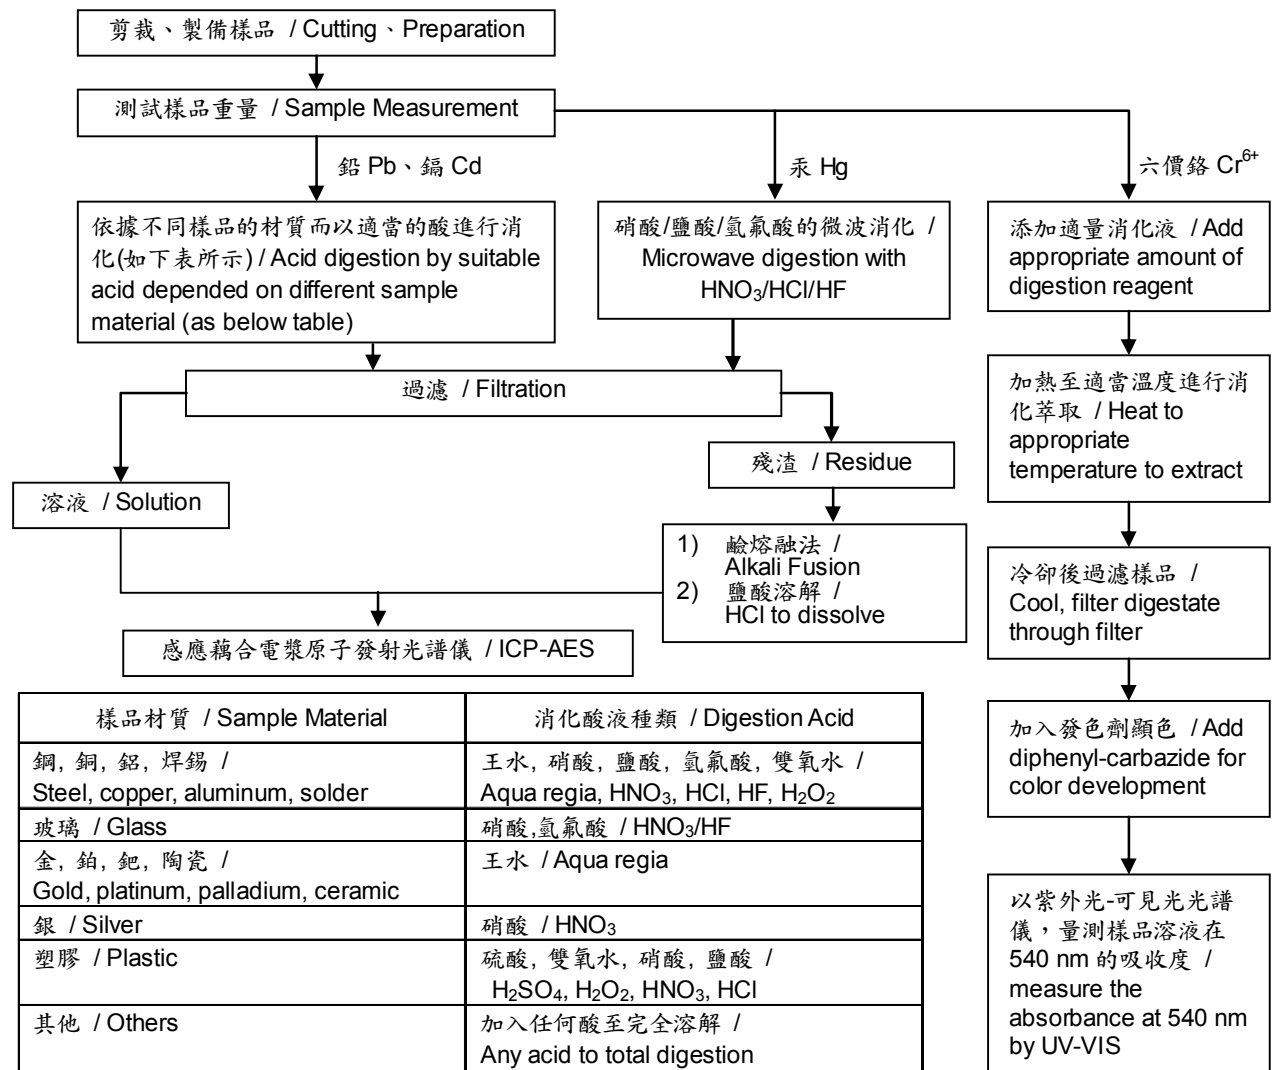 剪裁、製備樣品 / Cutting、Preparation
測試樣品重量 / Sample Measurement
鉛 Pb、鎘 Cd
汞 Hg
六價鉻 Cr⁶⁺
依據不同樣品的材質而以適當的酸進行消
化(如下表所示) / Acid digestion by suitable
acid depended on different sample
material (as below table)
硝酸/鹽酸/氫氟酸的微波消化 /
Microwave digestion with
HNO₃/HCl/HF
添加適量消化液 / Add
appropriate amount of
digestion reagent
過濾 / Filtration
加熱至適當溫度進行消
化萃取 / Heat to
appropriate
temperature to extract
溶液 / Solution
殘渣 / Residue
1) 鹼熔融法 /
Alkali Fusion
2) 鹽酸溶解 /
HCl to dissolve
冷卻後過濾樣品 /
Cool, filter digestate
through filter
感應藕合電漿原子發射光譜儀 / ICP-AES
加入發色劑顯色 / Add
diphenyl-carbazide for
color development
以紫外光-可見光光譜
儀，量測樣品溶液在
540 nm 的吸收度 /
measure the
absorbance at 540 nm
by UV-VIS
樣品材質 / Sample Material
消化酸液種類 / Digestion Acid
鋼, 銅, 鋁, 焊錫 /
Steel, copper, aluminum, solder
王水, 硝酸, 鹽酸, 氫氟酸, 雙氧水 /
Aqua regia, HNO₃, HCl, HF, H₂O₂
玻璃 / Glass
硝酸,氫氟酸 / HNO₃/HF
金, 鉑, 鈀, 陶瓷 /
Gold, platinum, palladium, ceramic
王水 / Aqua regia
銀 / Silver
硝酸 / HNO₃
塑膠 / Plastic
硫酸, 雙氧水, 硝酸, 鹽酸 /
H₂SO₄, H₂O₂, HNO₃, HCl
其他 / Others
加入任何酸至完全溶解 /
Any acid to total digestion